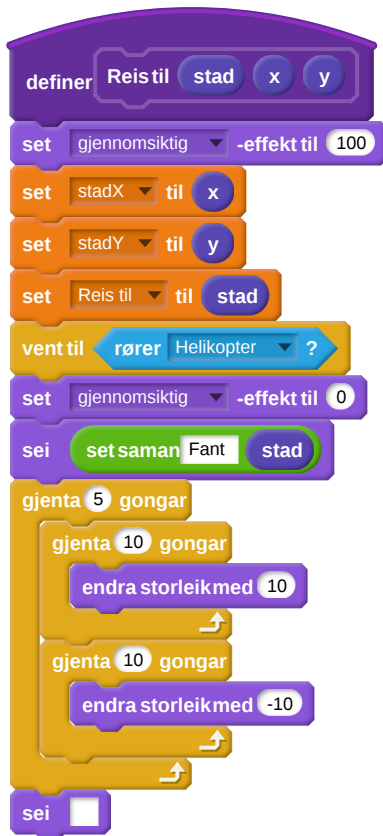 definer Reis til stad x y
set gjennomsiktig -effekt til 100
set stadX til x
set stadY til y
set Reis til til stad
vent til rører Helikopter ?
set gjennomsiktig -effekt til 0
sei set saman Fant stad
gjenta 5 gongar
gjenta 10 gongar
endra storleik med 10
gjenta 10 gongar
endra storleik med -10
sei